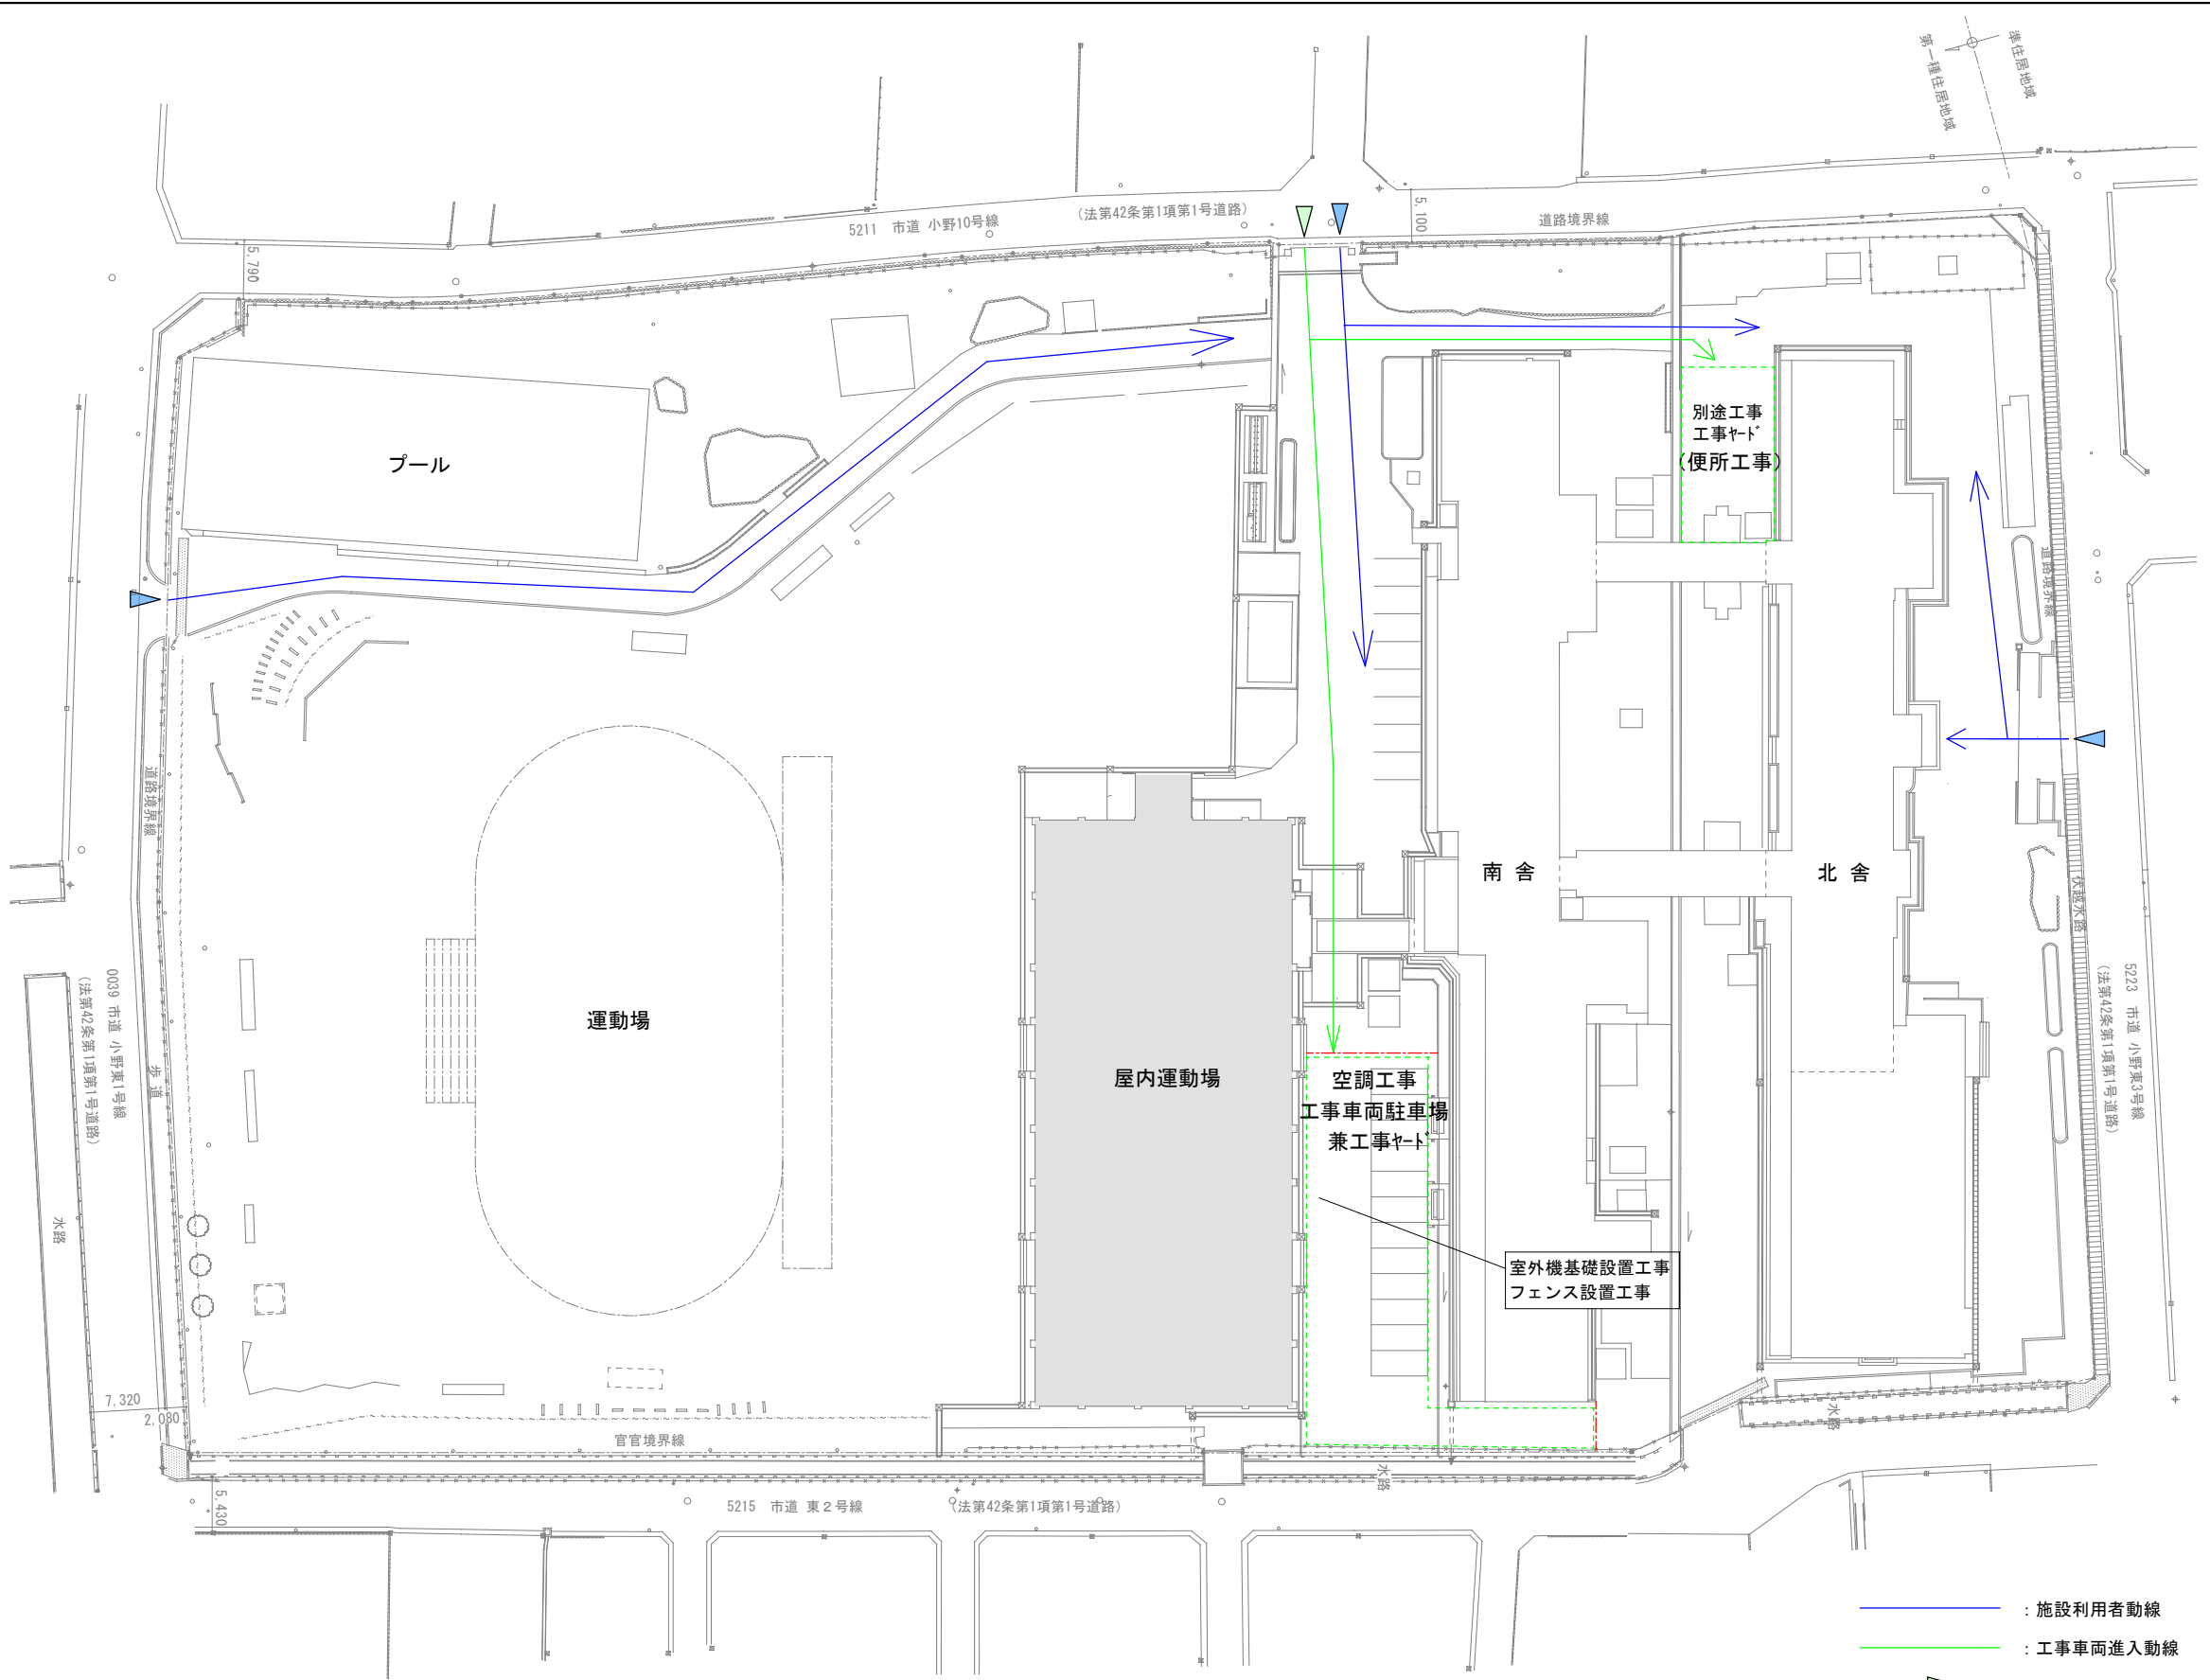 第一種住居地域
準住居地域
5211 市道 小野10号線
(法第42条第1項第1号道路)
5,100
道路境界線
5,790
プール
別途工事
工事ヤード
(便所工事)
道路境界線
道路境界線
南 舎
北 舎
伏越水路
運動場
屋内運動場
空調工事
工事車両駐車場
兼工事ヤード
0039 市道 小野東1号線
(法第42条第1項第1号道路)
歩道
5223 市道 小野東3号線
(法第42条第1項第1号道路)
水路
室外機基礎設置工事
フェンス設置工事
7,320
2,080
官官境界線
水路
水路
5,430
5215 市道 東2号線
(法第42条第1項第1号道路)
：施設利用者動線
：工事車両進入動線